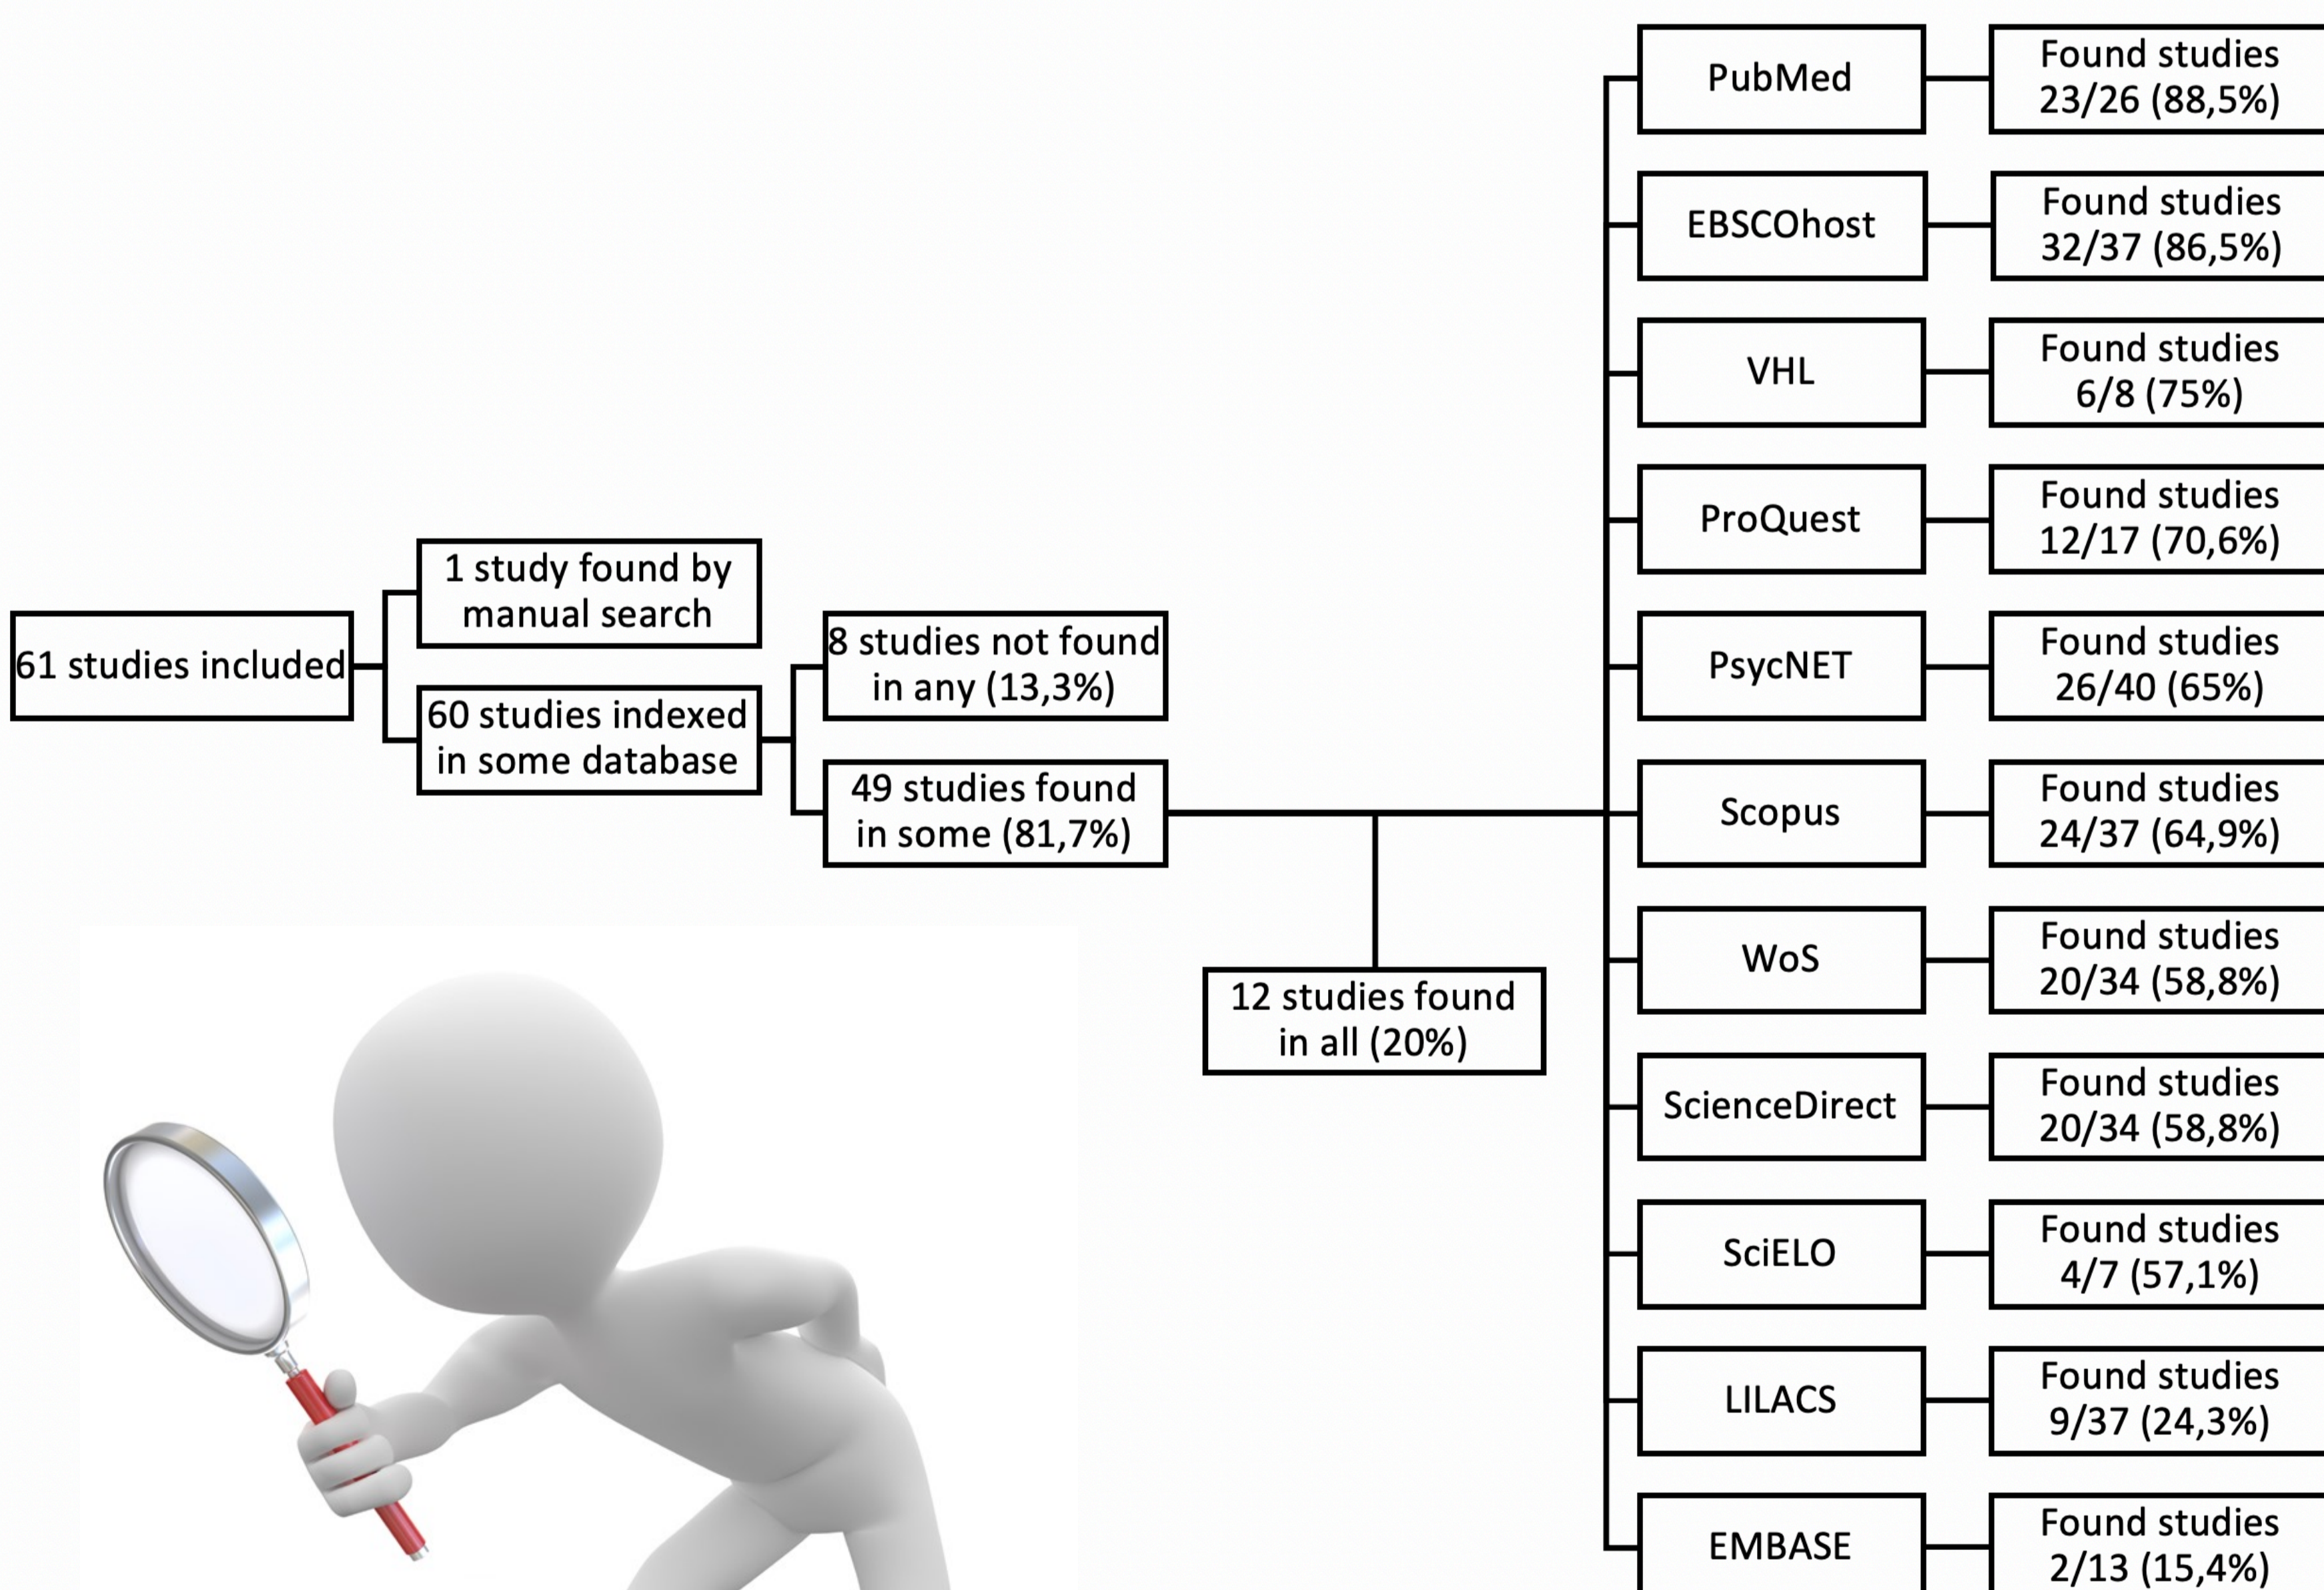 61 studies included
1 study found by
manual search
60 studies indexed
in some database
8 studies not found
in any (13,3%)
49 studies found
in some (81,7%)
12 studies found
in all (20%)
PubMed
Found studies
23/26 (88,5%)
EBSCOhost
Found studies
32/37 (86,5%)
VHL
Found studies
6/8 (75%)
ProQuest
Found studies
12/17 (70,6%)
PsycNET
Found studies
26/40 (65%)
Scopus
Found studies
24/37 (64,9%)
WoS
Found studies
20/34 (58,8%)
ScienceDirect
Found studies
20/34 (58,8%)
SciELO
Found studies
4/7 (57,1%)
LILACS
Found studies
9/37 (24,3%)
EMBASE
Found studies
2/13 (15,4%)